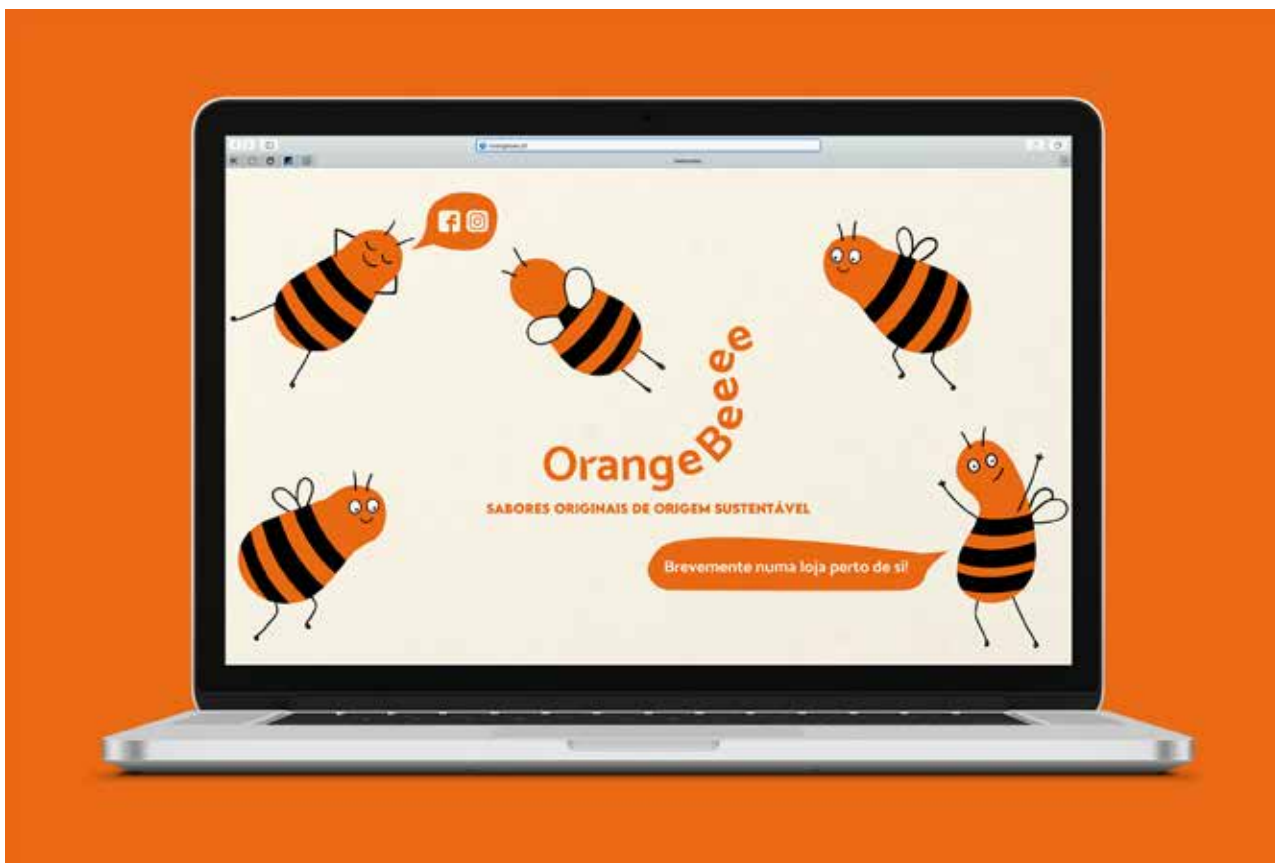 OrangeBeeee
SABORES ORIGINAIS DE ORIGEM SUSTENTÁVEL
Brevemente numa loja perto de si!